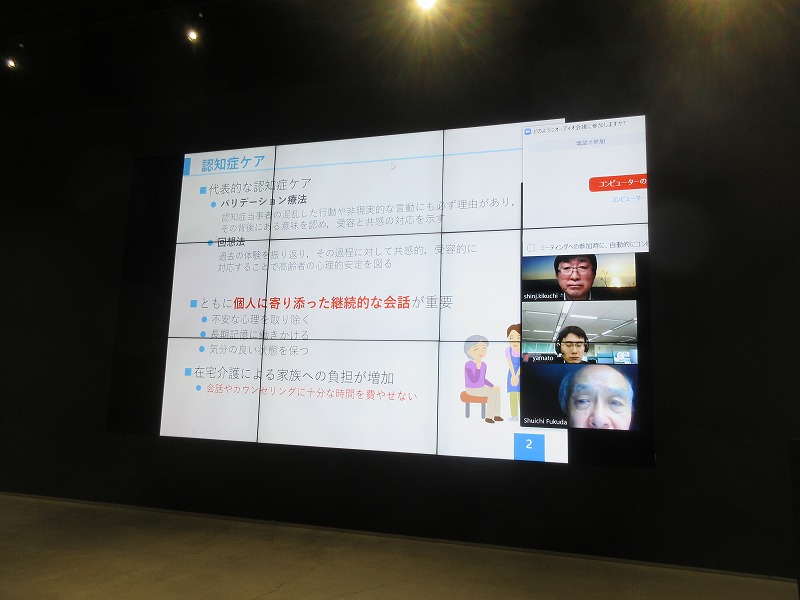 認知症ケア
■代表的な認知症ケア
● バリデーション療法
認知症当事者の混乱した行動や非現実的な言動にも必ず理由があり，
その背後にある意味を認め，受容と共感の対応を示す
● 回想法
過去の体験を振り返り，その過程に対して共感的，受容的に
対応することで高齢者の心理的安定を図る
■ともに個人に寄り添った継続的な会話が重要
● 不安な心理を取り除く
● 長期記憶に働きかける
● 気分の良い状態を保つ
■在宅介護による家族への負担が増加
● 会話やカウンセリングに十分な時間を費やせない
2
どのようにオーディオ会議に参加しますか?
電話で参加
コンピューターの
コンピューター
ミーティングへの参加時に、自動的にコンピ
shinj.kikuchi
yamato
Shuichi Fukuda